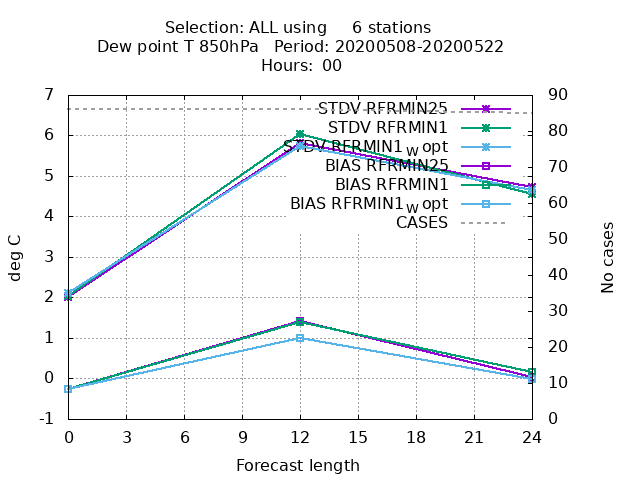 Selection: ALL using 6 stations
Dew point T 850hPa Period: 20200508-20200522
Hours: 00
7
6
5
4
3
2
1
0
-1
90
80
70
60
50
40
30
20
10
0
deg C
No cases
STDV RFRMIN25
STDV RFRMIN1
STDV RFRMIN1w opt
BIAS RFRMIN25
BIAS RFRMIN1
BIAS RFRMIN1w opt
CASES
0 3 6 9 12 15 18 21 24
Forecast length